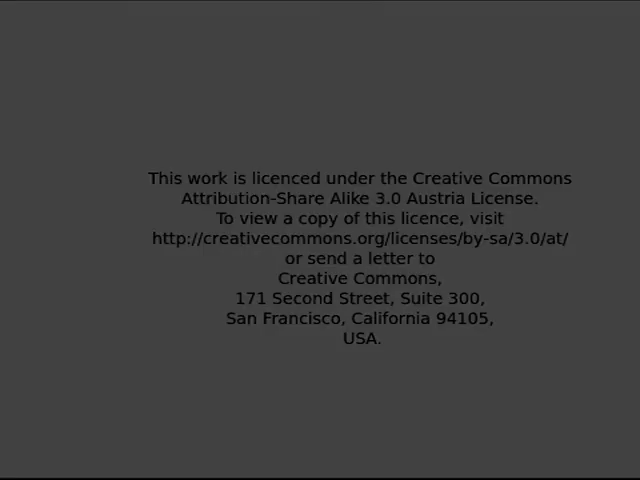 This work is licenced under the Creative Commons
Attribution-Share Alike 3.0 Austria License.
To view a copy of this licence, visit
http://creativecommons.org/licenses/by-sa/3.0/at/
or send a letter to
Creative Commons,
171 Second Street, Suite 300,
San Francisco, California 94105,
USA.